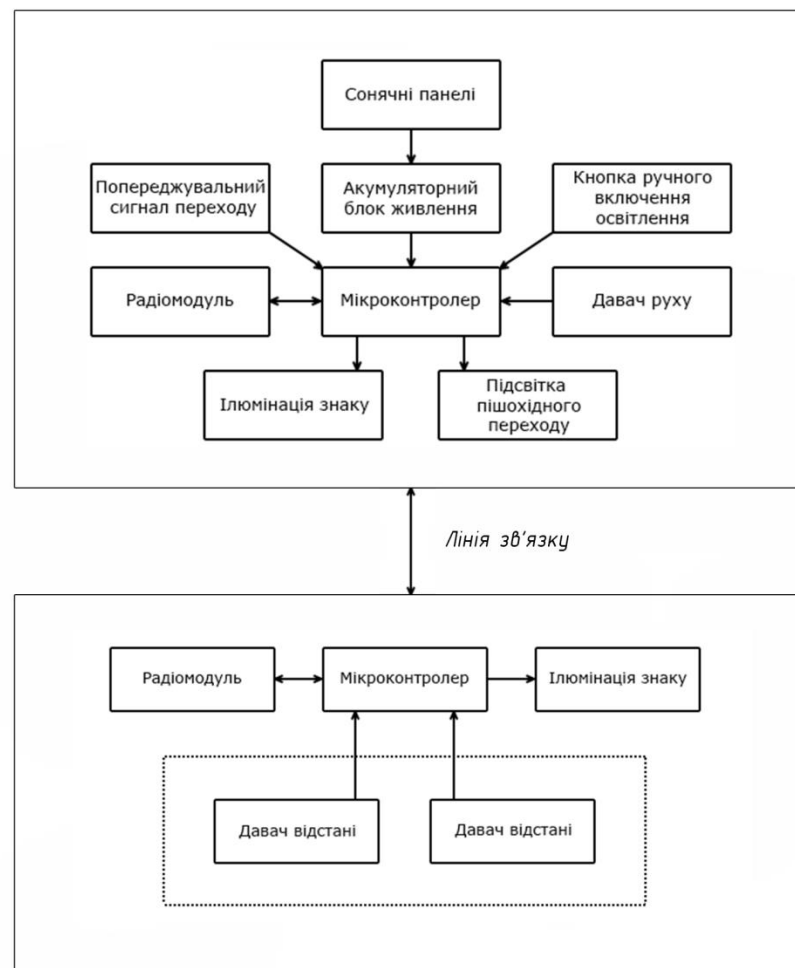 Сонячні панелі
Попереджувальний
сигнал переходу
Акумуляторний
блок живлення
Кнопка ручного
включення
освітлення
Радіомодуль
Мікроконтролер
Давач руху
Ілюмінація знаку
Підсвітка
пішохідного
переходу
Лінія зв'язку
Радіомодуль
Мікроконтролер
Ілюмінація знаку
Давач відстані
Давач відстані